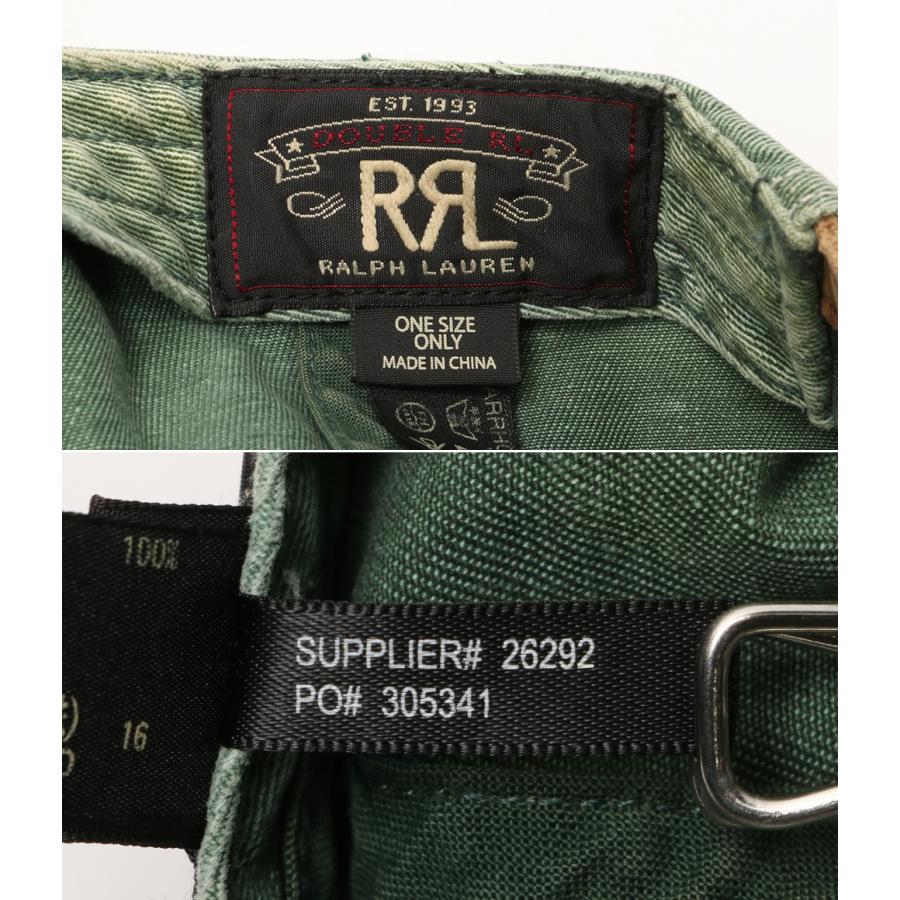 EST. 1993
DOUBLE RL
RRL
RALPH LAUREN
ONE SIZE
ONLY
MADE IN CHINA
100%
SUPPLIER# 26292
PO# 305341
16